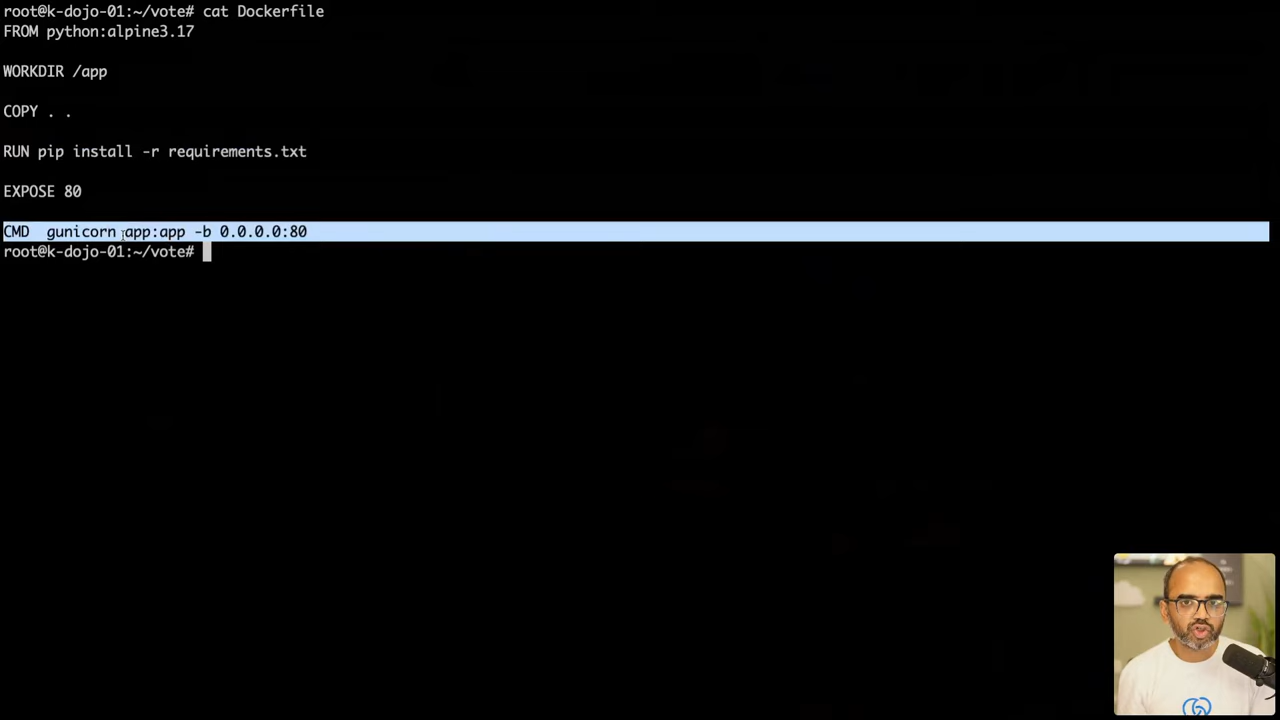 root@k-dojo-01:~/vote# cat Dockerfile
FROM python:alpine3.17
WORKDIR /app
COPY . .
RUN pip install -r requirements.txt
EXPOSE 80
CMD  gunicorn app:app -b 0.0.0.0:80
root@k-dojo-01:~/vote#